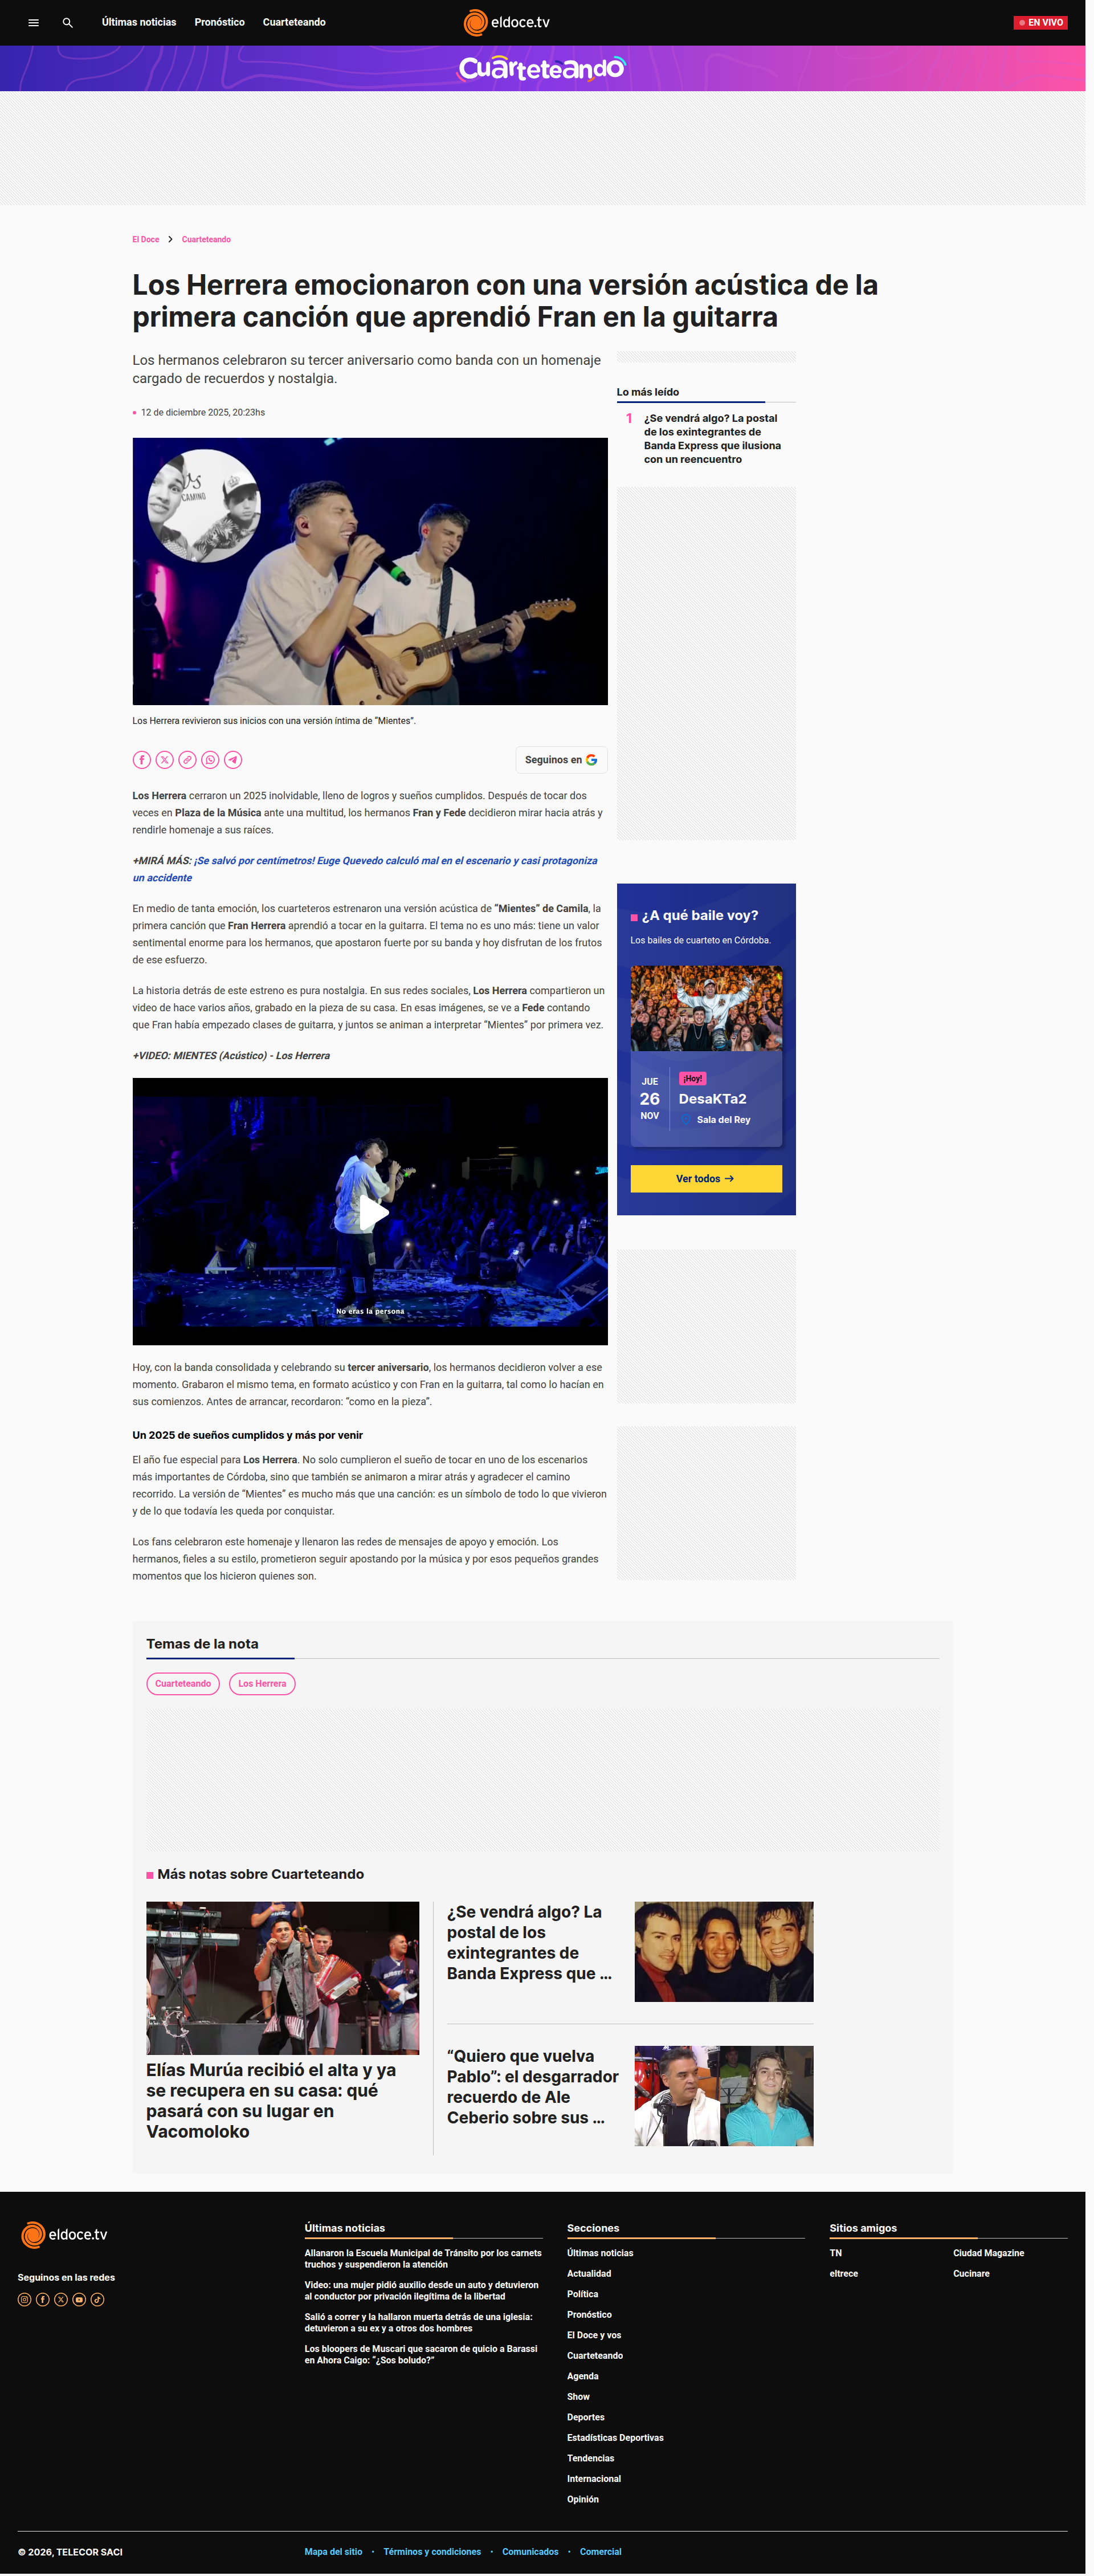 Últimas noticias
Pronóstico
Cuarteteando
eldoce.tv
EN VIVO
Cuarteteando
El Doce
Cuarteteando
Los Herrera emocionaron con una versión acústica de la
primera canción que aprendió Fran en la guitarra
Los hermanos celebraron su tercer aniversario como banda con un homenaje
cargado de recuerdos y nostalgia.
12 de diciembre 2025, 20:23hs
CAMINO
Los Herrera revivieron sus inicios con una versión íntima de “Mientes”.
Seguinos en
Los Herrera cerraron un 2025 inolvidable, lleno de logros y sueños cumplidos. Después de tocar dos
veces en Plaza de la Música ante una multitud, los hermanos Fran y Fede decidieron mirar hacia atrás y
rendirle homenaje a sus raíces.
+MIRÁ MÁS: ¡Se salvó por centímetros! Euge Quevedo calculó mal en el escenario y casi protagoniza
un accidente
En medio de tanta emoción, los cuarteteros estrenaron una versión acústica de “Mientes” de Camila, la
primera canción que Fran Herrera aprendió a tocar en la guitarra. El tema no es uno más: tiene un valor
sentimental enorme para los hermanos, que apostaron fuerte por su banda y hoy disfrutan de los frutos
de ese esfuerzo.
La historia detrás de este estreno es pura nostalgia. En sus redes sociales, Los Herrera compartieron un
video de hace varios años, grabado en la pieza de su casa. En esas imágenes, se ve a Fede contando
que Fran había empezado clases de guitarra, y juntos se animan a interpretar “Mientes” por primera vez.
+VIDEO: MIENTES (Acústico) - Los Herrera
No eras la persona
Hoy, con la banda consolidada y celebrando su tercer aniversario, los hermanos decidieron volver a ese
momento. Grabaron el mismo tema, en formato acústico y con Fran en la guitarra, tal como lo hacían en
sus comienzos. Antes de arrancar, recordaron: “como en la pieza”.
Un 2025 de sueños cumplidos y más por venir
El año fue especial para Los Herrera. No solo cumplieron el sueño de tocar en uno de los escenarios
más importantes de Córdoba, sino que también se animaron a mirar atrás y agradecer el camino
recorrido. La versión de “Mientes” es mucho más que una canción: es un símbolo de todo lo que vivieron
y de lo que todavía les queda por conquistar.
Los fans celebraron este homenaje y llenaron las redes de mensajes de apoyo y emoción. Los
hermanos, fieles a su estilo, prometieron seguir apostando por la música y por esos pequeños grandes
momentos que los hicieron quienes son.
Lo más leído
1
¿Se vendrá algo? La postal
de los exintegrantes de
Banda Express que ilusiona
con un reencuentro
¿A qué baile voy?
Los bailes de cuarteto en Córdoba.
JUE
26
NOV
¡Hoy!
DesaKTa2
Sala del Rey
Ver todos
Temas de la nota
Cuarteteando
Los Herrera
Más notas sobre Cuarteteando
Elías Murúa recibió el alta y ya
se recupera en su casa: qué
pasará con su lugar en
Vacomoloko
¿Se vendrá algo? La
postal de los
exintegrantes de
Banda Express que ...
“Quiero que vuelva
Pablo”: el desgarrador
recuerdo de Ale
Ceberio sobre sus ...
eldoce.tv
Seguinos en las redes
Últimas noticias
Allanaron la Escuela Municipal de Tránsito por los carnets
truchos y suspendieron la atención
Video: una mujer pidió auxilio desde un auto y detuvieron
al conductor por privación ilegítima de la libertad
Salió a correr y la hallaron muerta detrás de una iglesia:
detuvieron a su ex y a otros dos hombres
Los bloopers de Muscari que sacaron de quicio a Barassi
en Ahora Caigo: “¿Sos boludo?”
Secciones
Últimas noticias
Actualidad
Política
Pronóstico
El Doce y vos
Cuarteteando
Agenda
Show
Deportes
Estadísticas Deportivas
Tendencias
Internacional
Opinión
Sitios amigos
TN
Ciudad Magazine
eltrece
Cucinare
© 2026, TELECOR SACI
Mapa del sitio
Términos y condiciones
Comunicados
Comercial